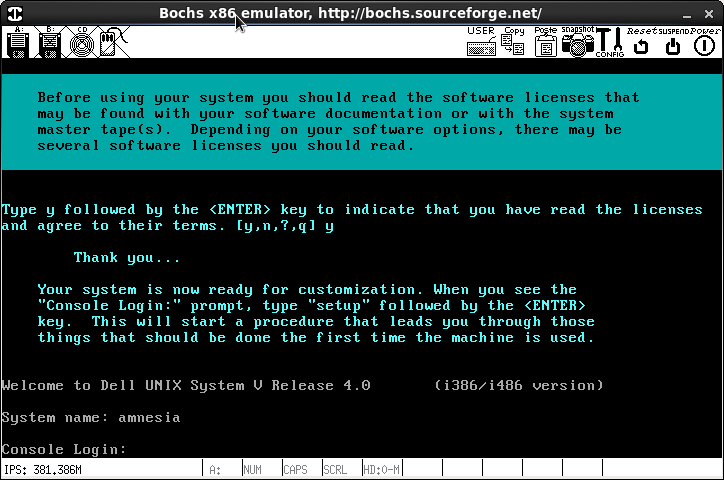 Bochs x86 emulator, http://bochs.sourceforge.net/
A: B: CD USER Copy Paste snapshot CONFIG Reset SUSPEND Power
Before using your system you should read the software licenses that
may be found with your software documentation or with the system
master tape(s).  Depending on your software options, there may be
several software licenses you should read.
Type y followed by the <ENTER> key to indicate that you have read the licenses
and agree to their terms. [y,n,?,q] y
Thank you...
Your system is now ready for customization. When you see the
"Console Login:" prompt, type "setup" followed by the <ENTER>
key.  This will start a procedure that leads you through those
things that should be done the first time the machine is used.
Welcome to Dell UNIX System V Release 4.0       (i386/i486 version)
System name: amnesia
Console Login:
IPS: 381.386M A: NUM CAPS SCRL HD:0-M